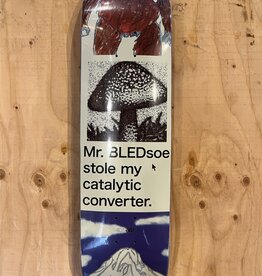 Mr. BLEDsoe
stole my
catalytic
converter.